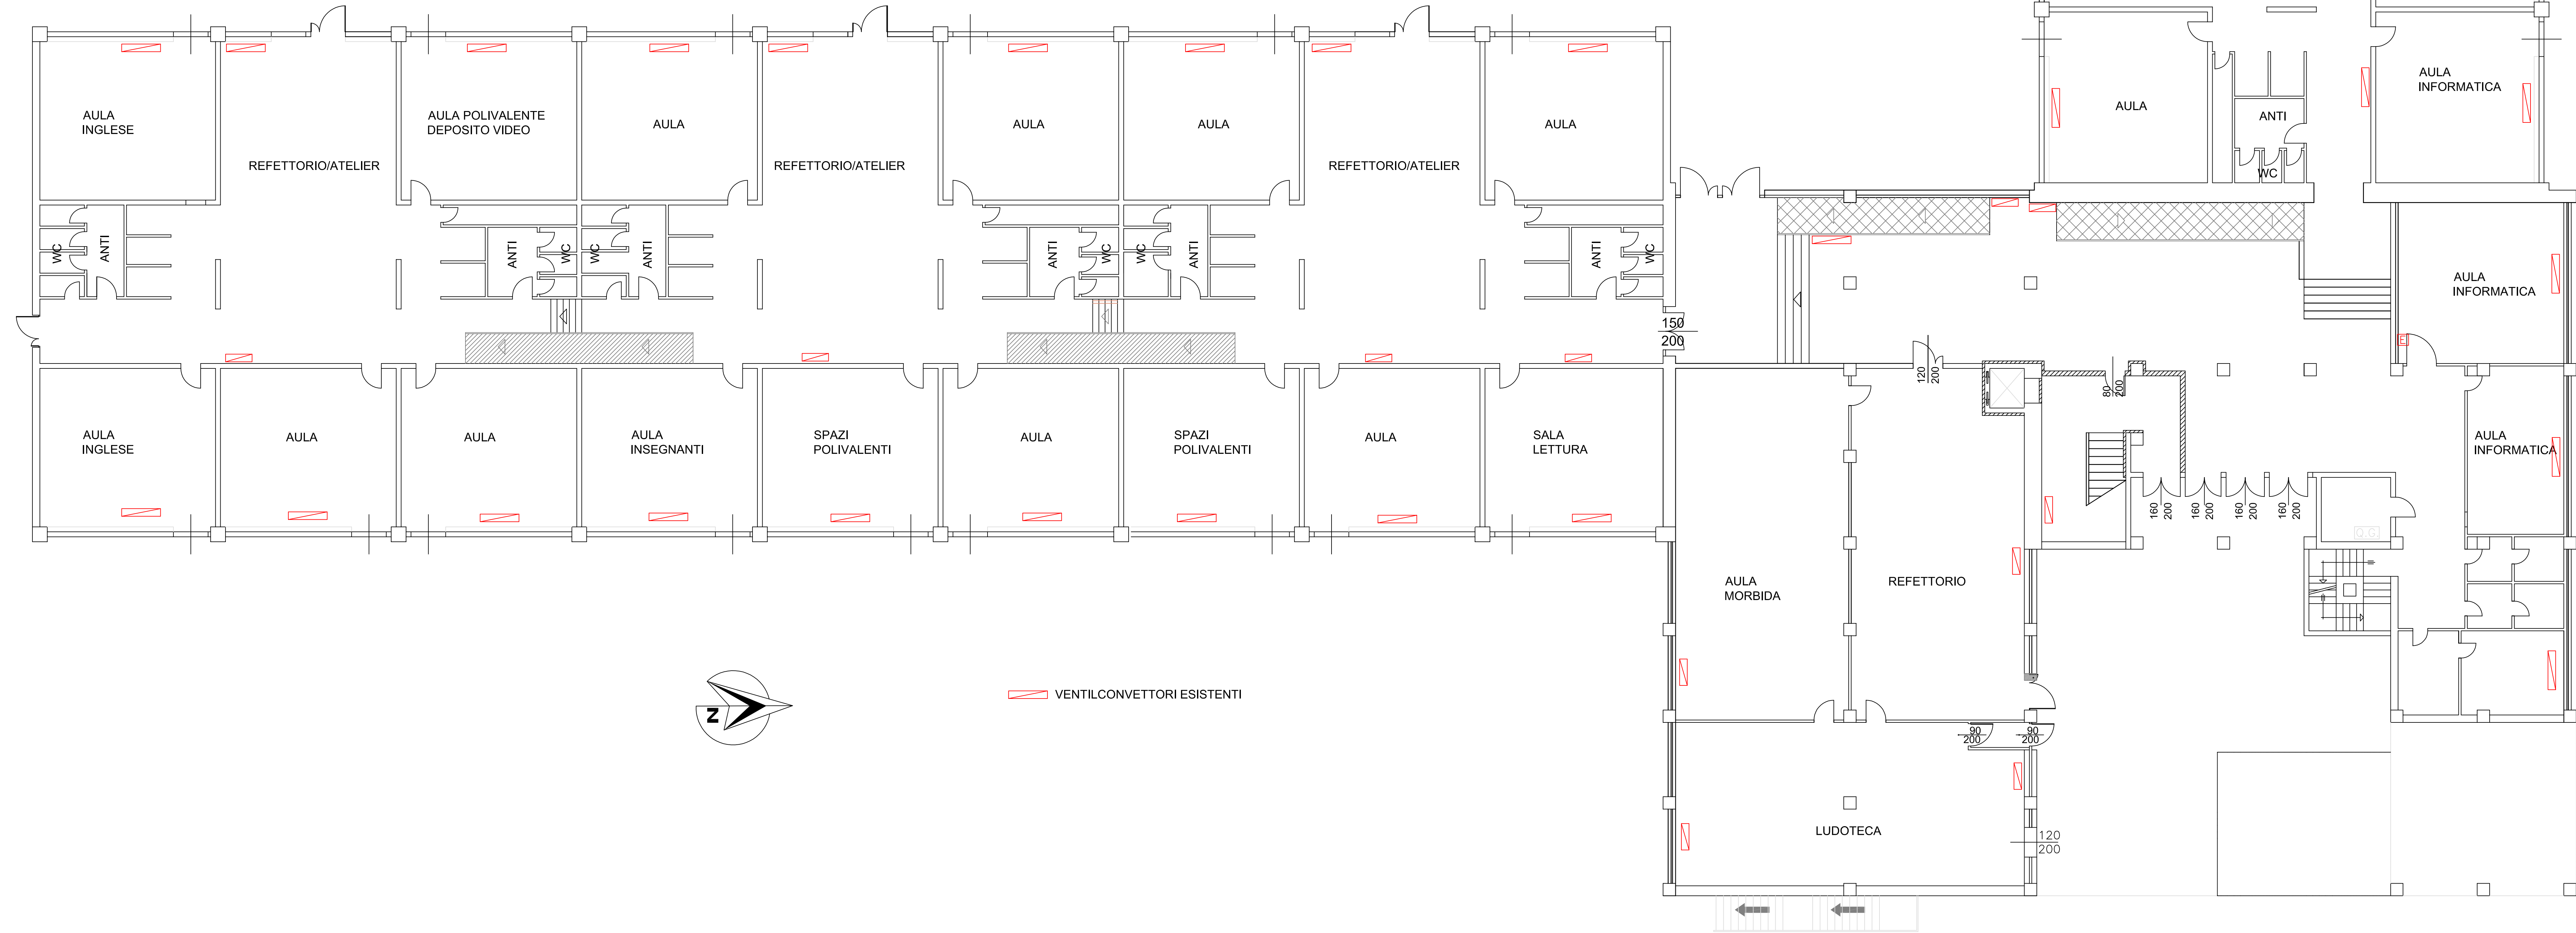 AULA
INGLESE
REFETTORIO/ATELIER
AULA POLIVALENTE
DEPOSITO VIDEO
AULA
REFETTORIO/ATELIER
AULA
AULA
REFETTORIO/ATELIER
AULA
AULA
ANTI
WC
AULA
INFORMATICA
WC
ANTI
ANTI
WC
WC
ANTI
ANTI
WC
WC
ANTI
ANTI
WC
150
200
AULA
INFORMATICA
E
120
200
80
200
AULA
INGLESE
AULA
AULA
AULA
INSEGNANTI
SPAZI
POLIVALENTI
AULA
SPAZI
POLIVALENTI
AULA
SALA
LETTURA
AULA
INFORMATICA
160
200
160
200
160
200
160
200
Q.G
AULA
MORBIDA
REFETTORIO
N
VENTILCONVETTORI ESISTENTI
90
200
90
200
LUDOTECA
120
200